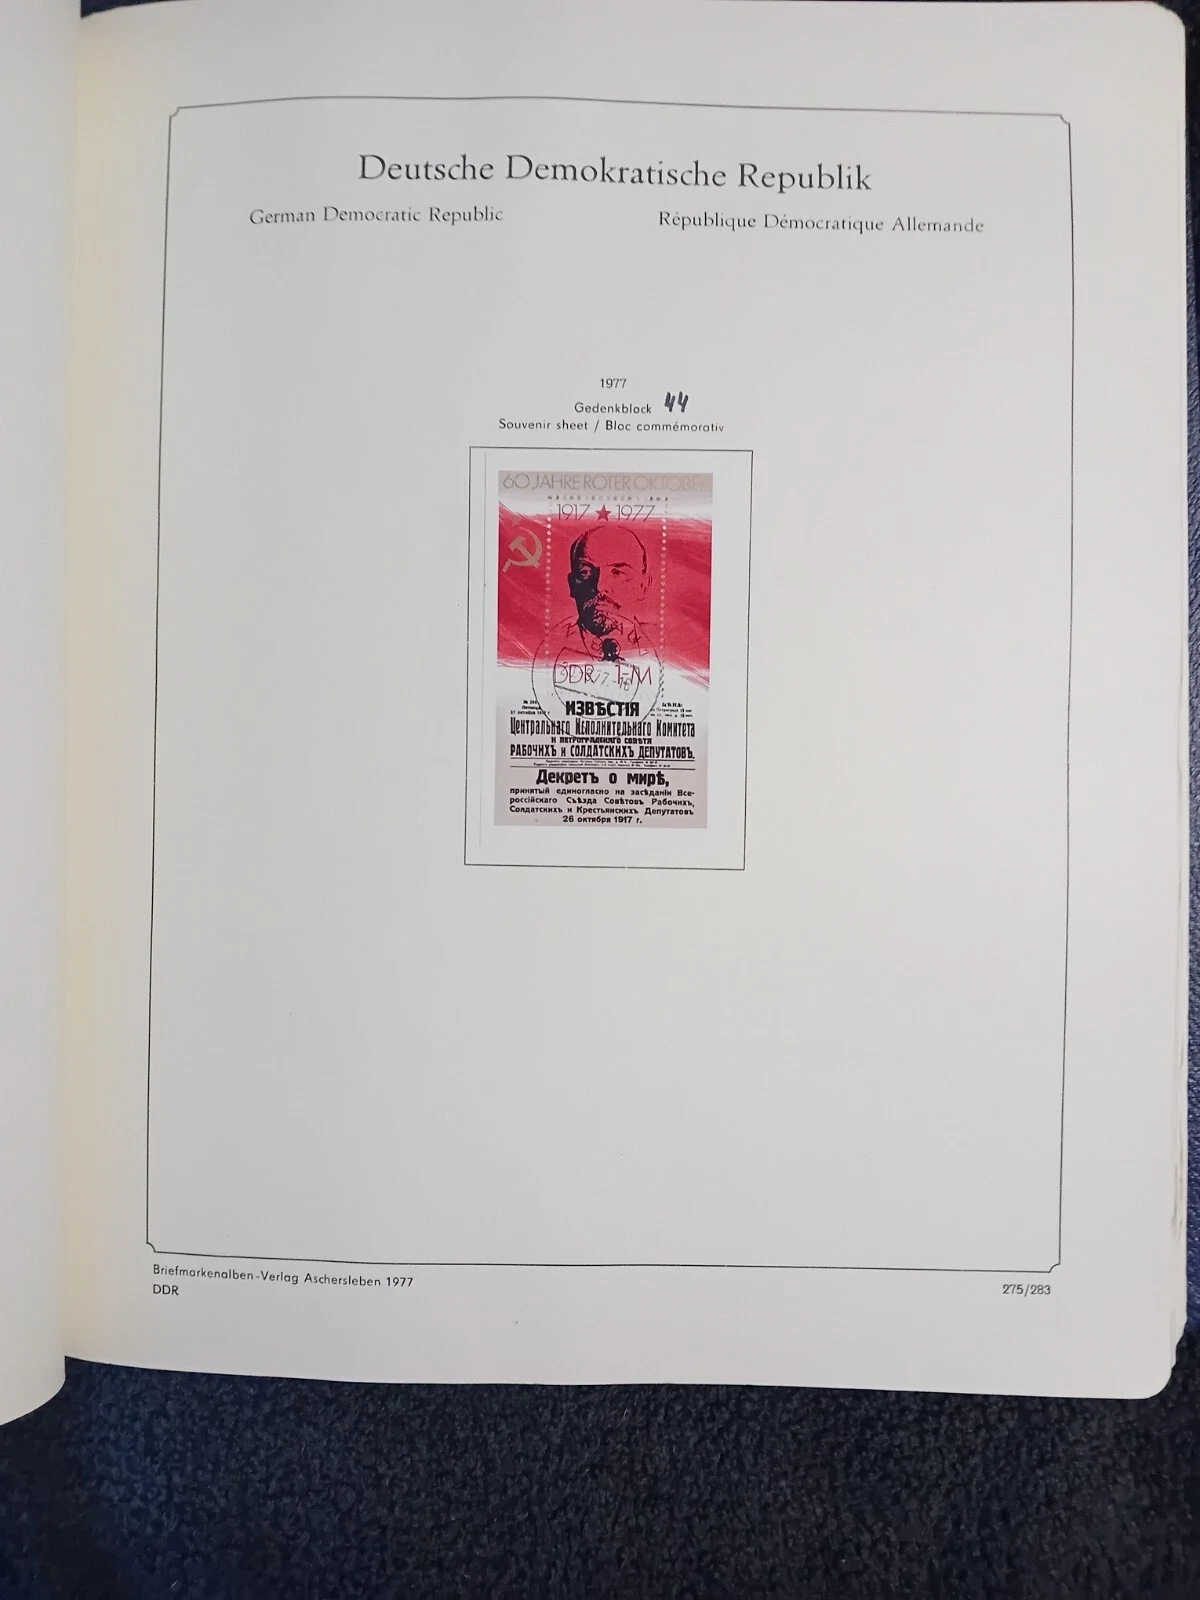 Deutsche Demokratische Republik
German Democratic Republic
République Démocratique Allemande
1977
Gedenkblock 44
Souvenir sheet / Bloc commémorativ
60 JAHRE ROTER OKTOBER
1917 ★ 1977
DDR 1-M
ИЗВѢСТІЯ
Центральнаго Исполнительнаго Комитета
и петроградскаго совѣта
РАБОЧИХЪ и СОЛДАТСКИХЪ ДЕПУТАТОВЪ.
Декретъ о мирѣ,
принятый единогласно на засѣданіи Все-
россійскаго Съѣзда Совѣтовъ Рабочихъ,
Солдатскихъ и Крестьянскихъ Депутатовъ
26 октября 1917 г.
Briefmarkenalben-Verlag Aschersleben 1977
DDR
275/283